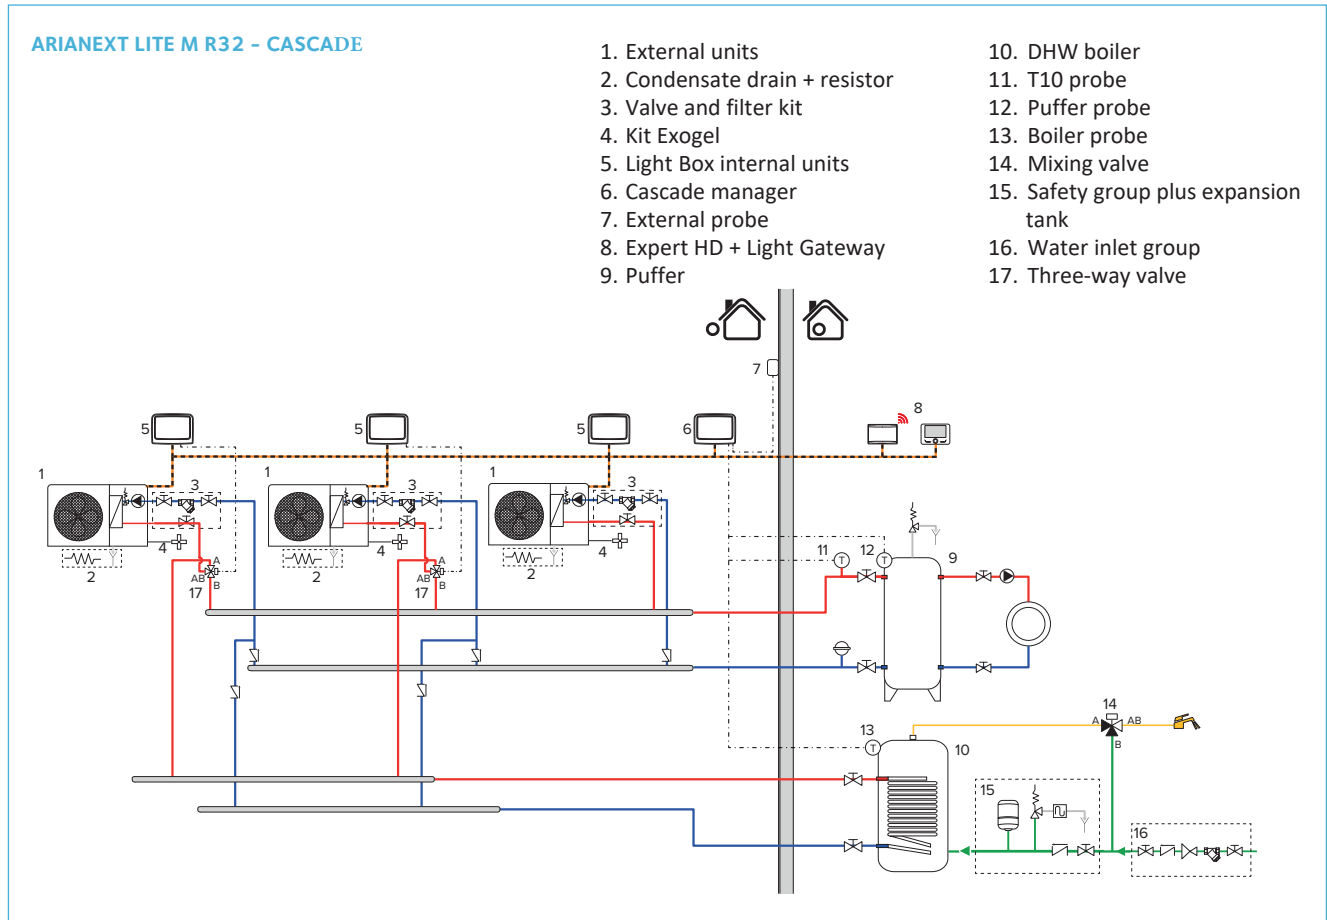 ARIANEXT LITE M R32 - CASCADE
1. External units
2. Condensate drain + resistor
3. Valve and filter kit
4. Kit Exogel
5. Light Box internal units
6. Cascade manager
7. External probe
8. Expert HD + Light Gateway
9. Puffer
10. DHW boiler
11. T10 probe
12. Puffer probe
13. Boiler probe
14. Mixing valve
15. Safety group plus expansion
tank
16. Water inlet group
17. Three-way valve
7
5
5
5
6
8
1
3
1
3
1
3
4
4
4
2
2
2
A
AB
B
17
A
AB
B
17
11
T
12
T
9
13
T
10
14
A
AB
B
15
16